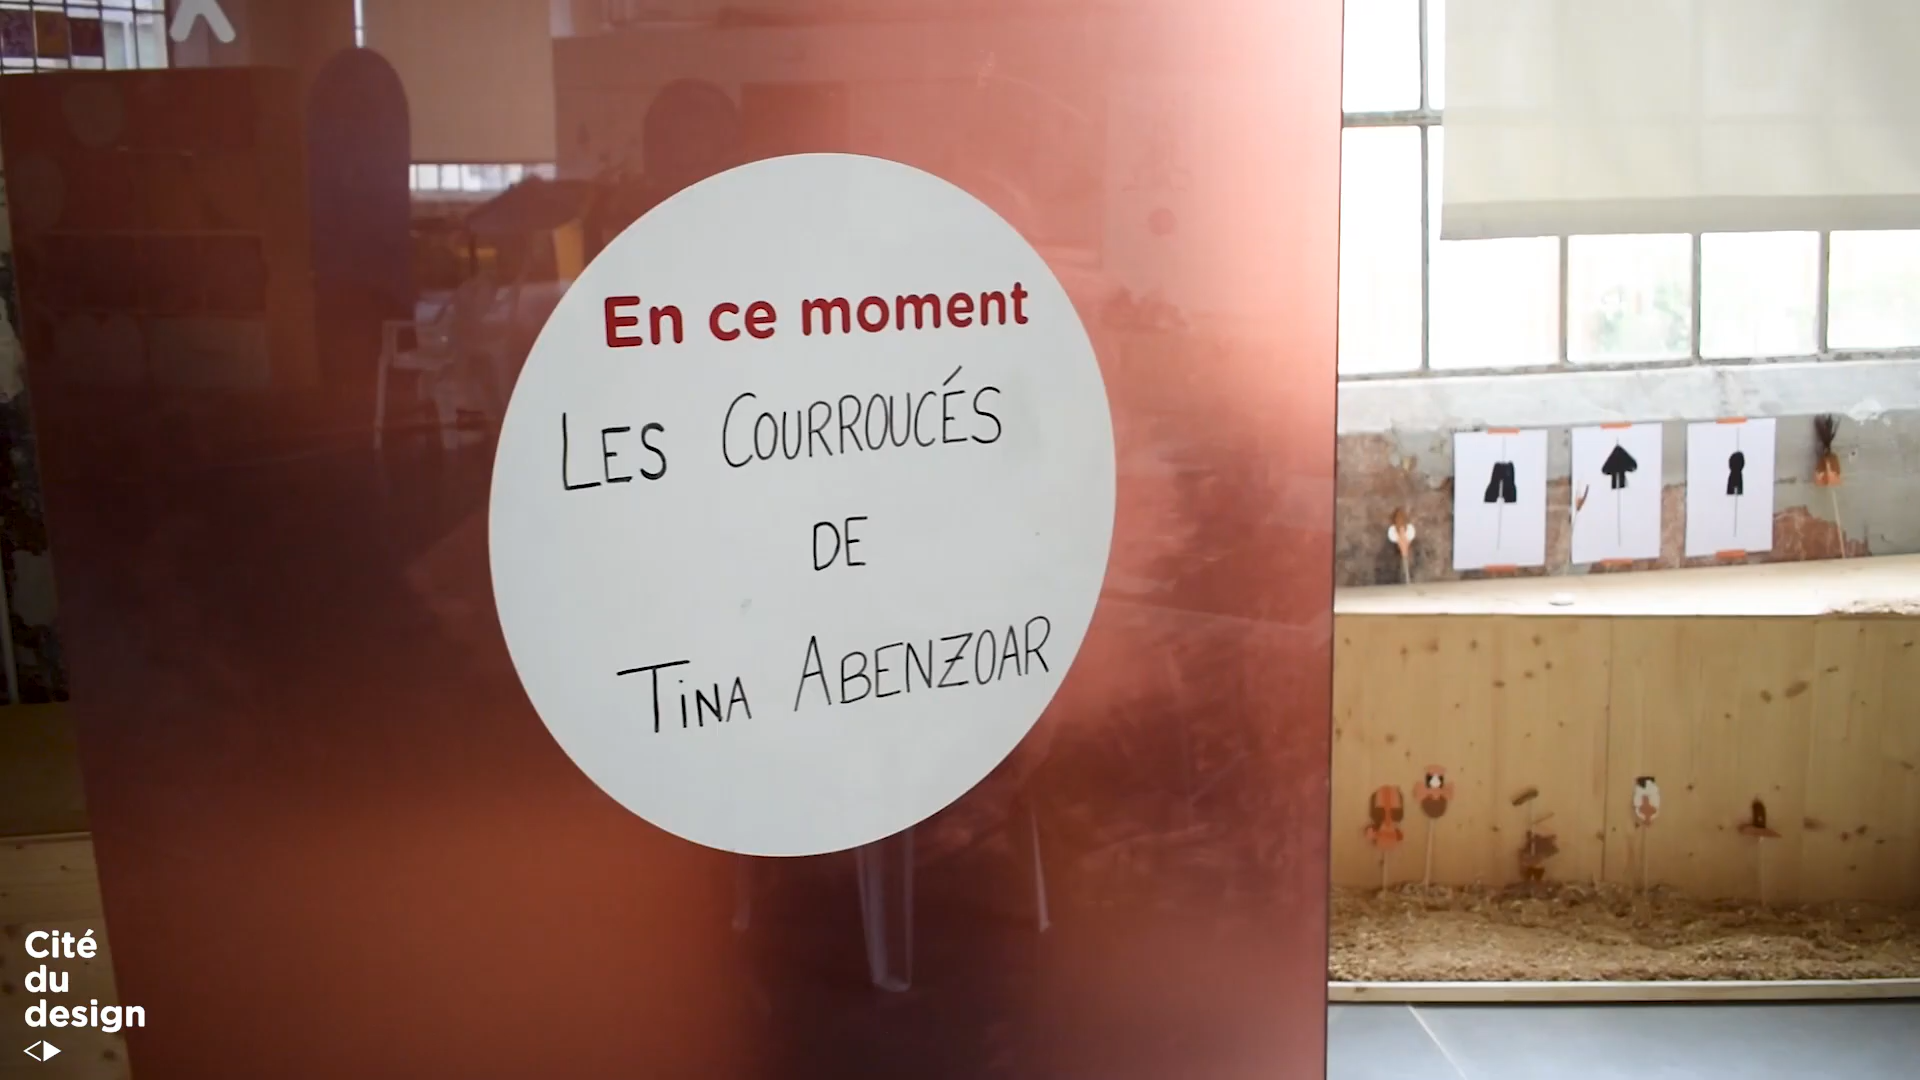 En ce moment
LES COURROUCÉS
DE
TiNA ABENZOAR
Cité
du
design